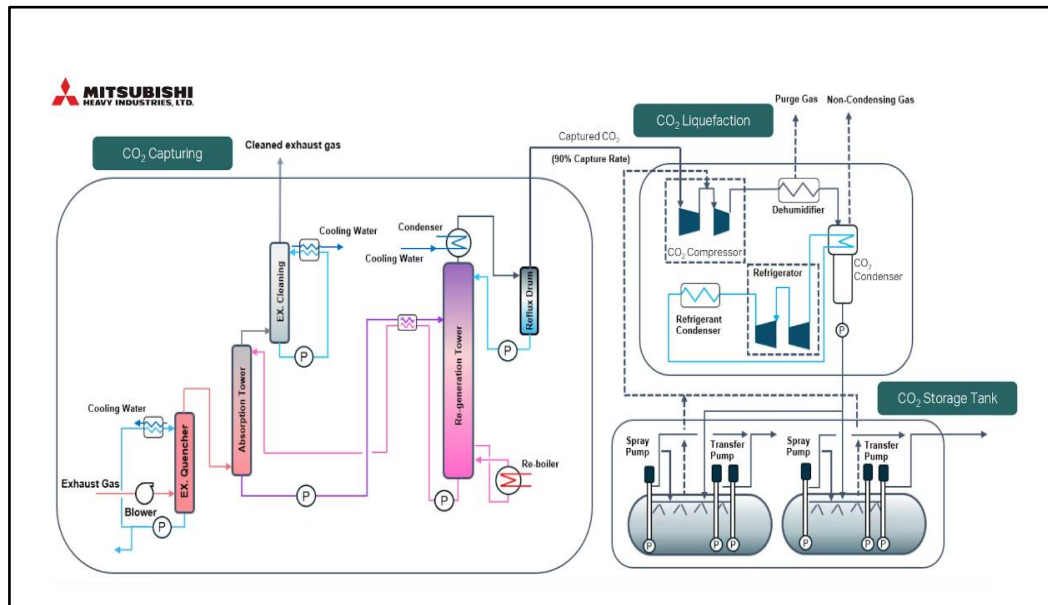 MITSUBISHI
HEAVY INDUSTRIES, LTD.
CO₂ Capturing
Cleaned exhaust gas
Cooling Water
EX. Cleaning
P
Condenser
Cooling Water
Reflux Drum
P
Re-generation Tower
Absorption Tower
Cooling Water
EX. Quencher
Exhaust Gas
Blower
P
P
P
Re-boiler
Captured CO₂
(90% Capture Rate)
CO₂ Liquefaction
Purge Gas
Non-Condensing Gas
CO₂ Compressor
Dehumidifier
CO₂
Condenser
Refrigerator
Refrigerant
Condenser
P
CO₂ Storage Tank
Spray
Pump
Transfer
Pump
Spray
Pump
Transfer
Pump
P
P
P
P
P
P